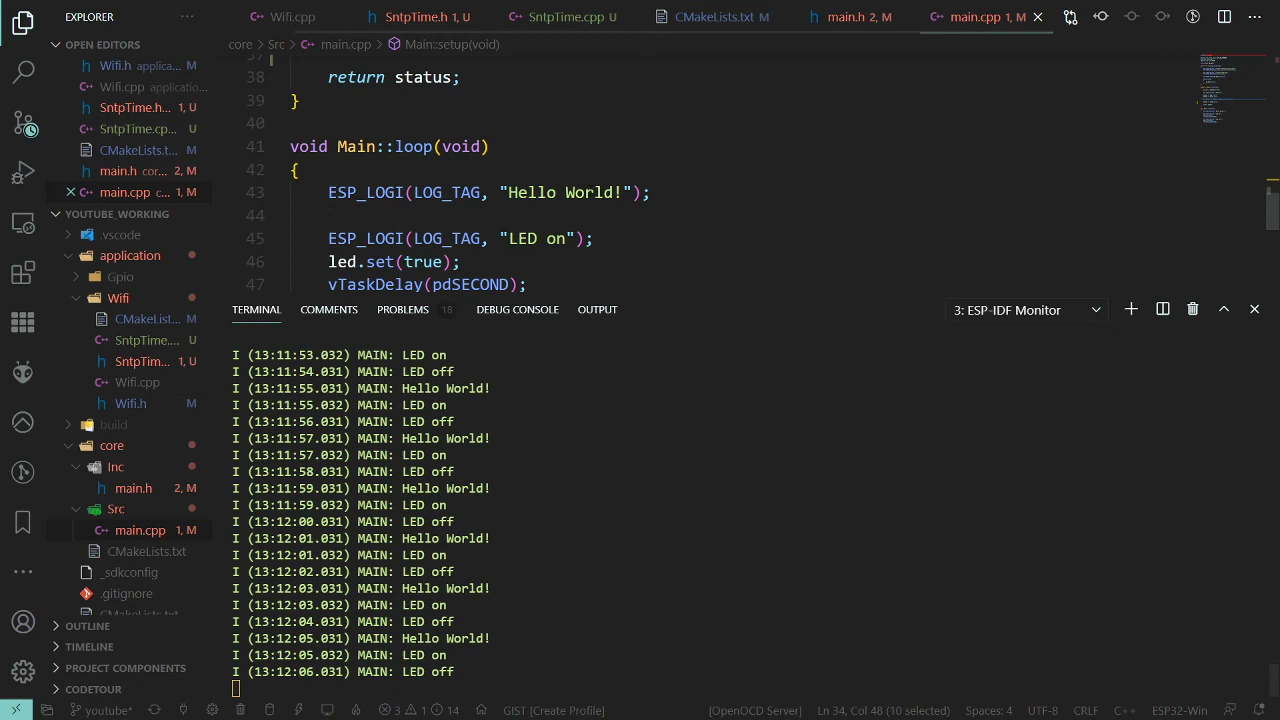 EXPLORER
Wifi.cpp
SntpTime.h 1, U
SntpTime.cpp U
CMakeLists.txt M
main.h 2, M
main.cpp 1, M
OPEN EDITORS
Wifi.h applica... M
Wifi.cpp applicatio...
SntpTime.h... 1, U
SntpTime.cp... U
CMakeLists.t... M
main.h cor... 2, M
main.cpp c... 1, M
YOUTUBE_WORKING
.vscode
application
Gpio
Wifi
CMakeList... M
SntpTime.... U
SntpTim... 1, U
Wifi.cpp
Wifi.h M
build
core
Inc
main.h 2, M
Src
main.cpp 1, M
CMakeLists.txt
_sdkconfig
.gitignore
OUTLINE
TIMELINE
PROJECT COMPONENTS
CODETOUR
core > Src > main.cpp > Main::setup(void)
38 return status;
39 }
40
41 void Main::loop(void)
42 {
43 ESP_LOGI(LOG_TAG, "Hello World!");
44
45 ESP_LOGI(LOG_TAG, "LED on");
46 led.set(true);
47 vTaskDelay(pdSECOND);
TERMINAL COMMENTS PROBLEMS 18 DEBUG CONSOLE OUTPUT
3: ESP-IDF Monitor
I (13:11:53.032) MAIN: LED on
I (13:11:54.031) MAIN: LED off
I (13:11:55.031) MAIN: Hello World!
I (13:11:55.032) MAIN: LED on
I (13:11:56.031) MAIN: LED off
I (13:11:57.031) MAIN: Hello World!
I (13:11:57.032) MAIN: LED on
I (13:11:58.031) MAIN: LED off
I (13:11:59.031) MAIN: Hello World!
I (13:11:59.032) MAIN: LED on
I (13:12:00.031) MAIN: LED off
I (13:12:01.031) MAIN: Hello World!
I (13:12:01.032) MAIN: LED on
I (13:12:02.031) MAIN: LED off
I (13:12:03.031) MAIN: Hello World!
I (13:12:03.032) MAIN: LED on
I (13:12:04.031) MAIN: LED off
I (13:12:05.031) MAIN: Hello World!
I (13:12:05.032) MAIN: LED on
I (13:12:06.031) MAIN: LED off
youtube* 3 1 14 GIST [Create Profile] [OpenOCD Server] Ln 34, Col 48 (10 selected) Spaces: 4 UTF-8 CRLF C++ ESP32-Win